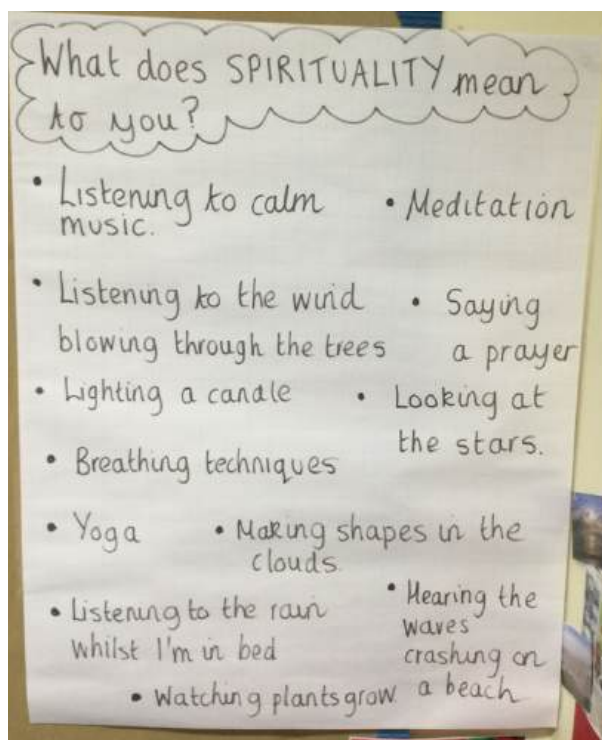 What does SPIRITUALITY mean
to you?
• Listening to calm
music.
• Meditation
• Listening to the wind
blowing through the trees
• Saying
a prayer
• Lighting a candle
• Looking at
the stars.
• Breathing techniques
• Yoga
• Making shapes in the
clouds
• Listening to the rain
whilst I'm in bed
• Hearing the
waves
crashing on
a beach
• Watching plants grow